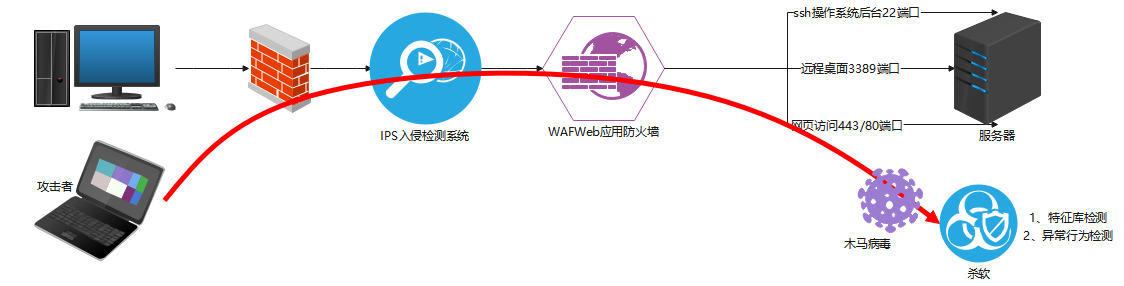 ssh操作系统后台22端口
远程桌面3389端口
网页访问443/80端口
服务器
IPS入侵检测系统
WAFWeb应用防火墙
攻击者
木马病毒
1、特征库检测
2、异常行为检测
杀软